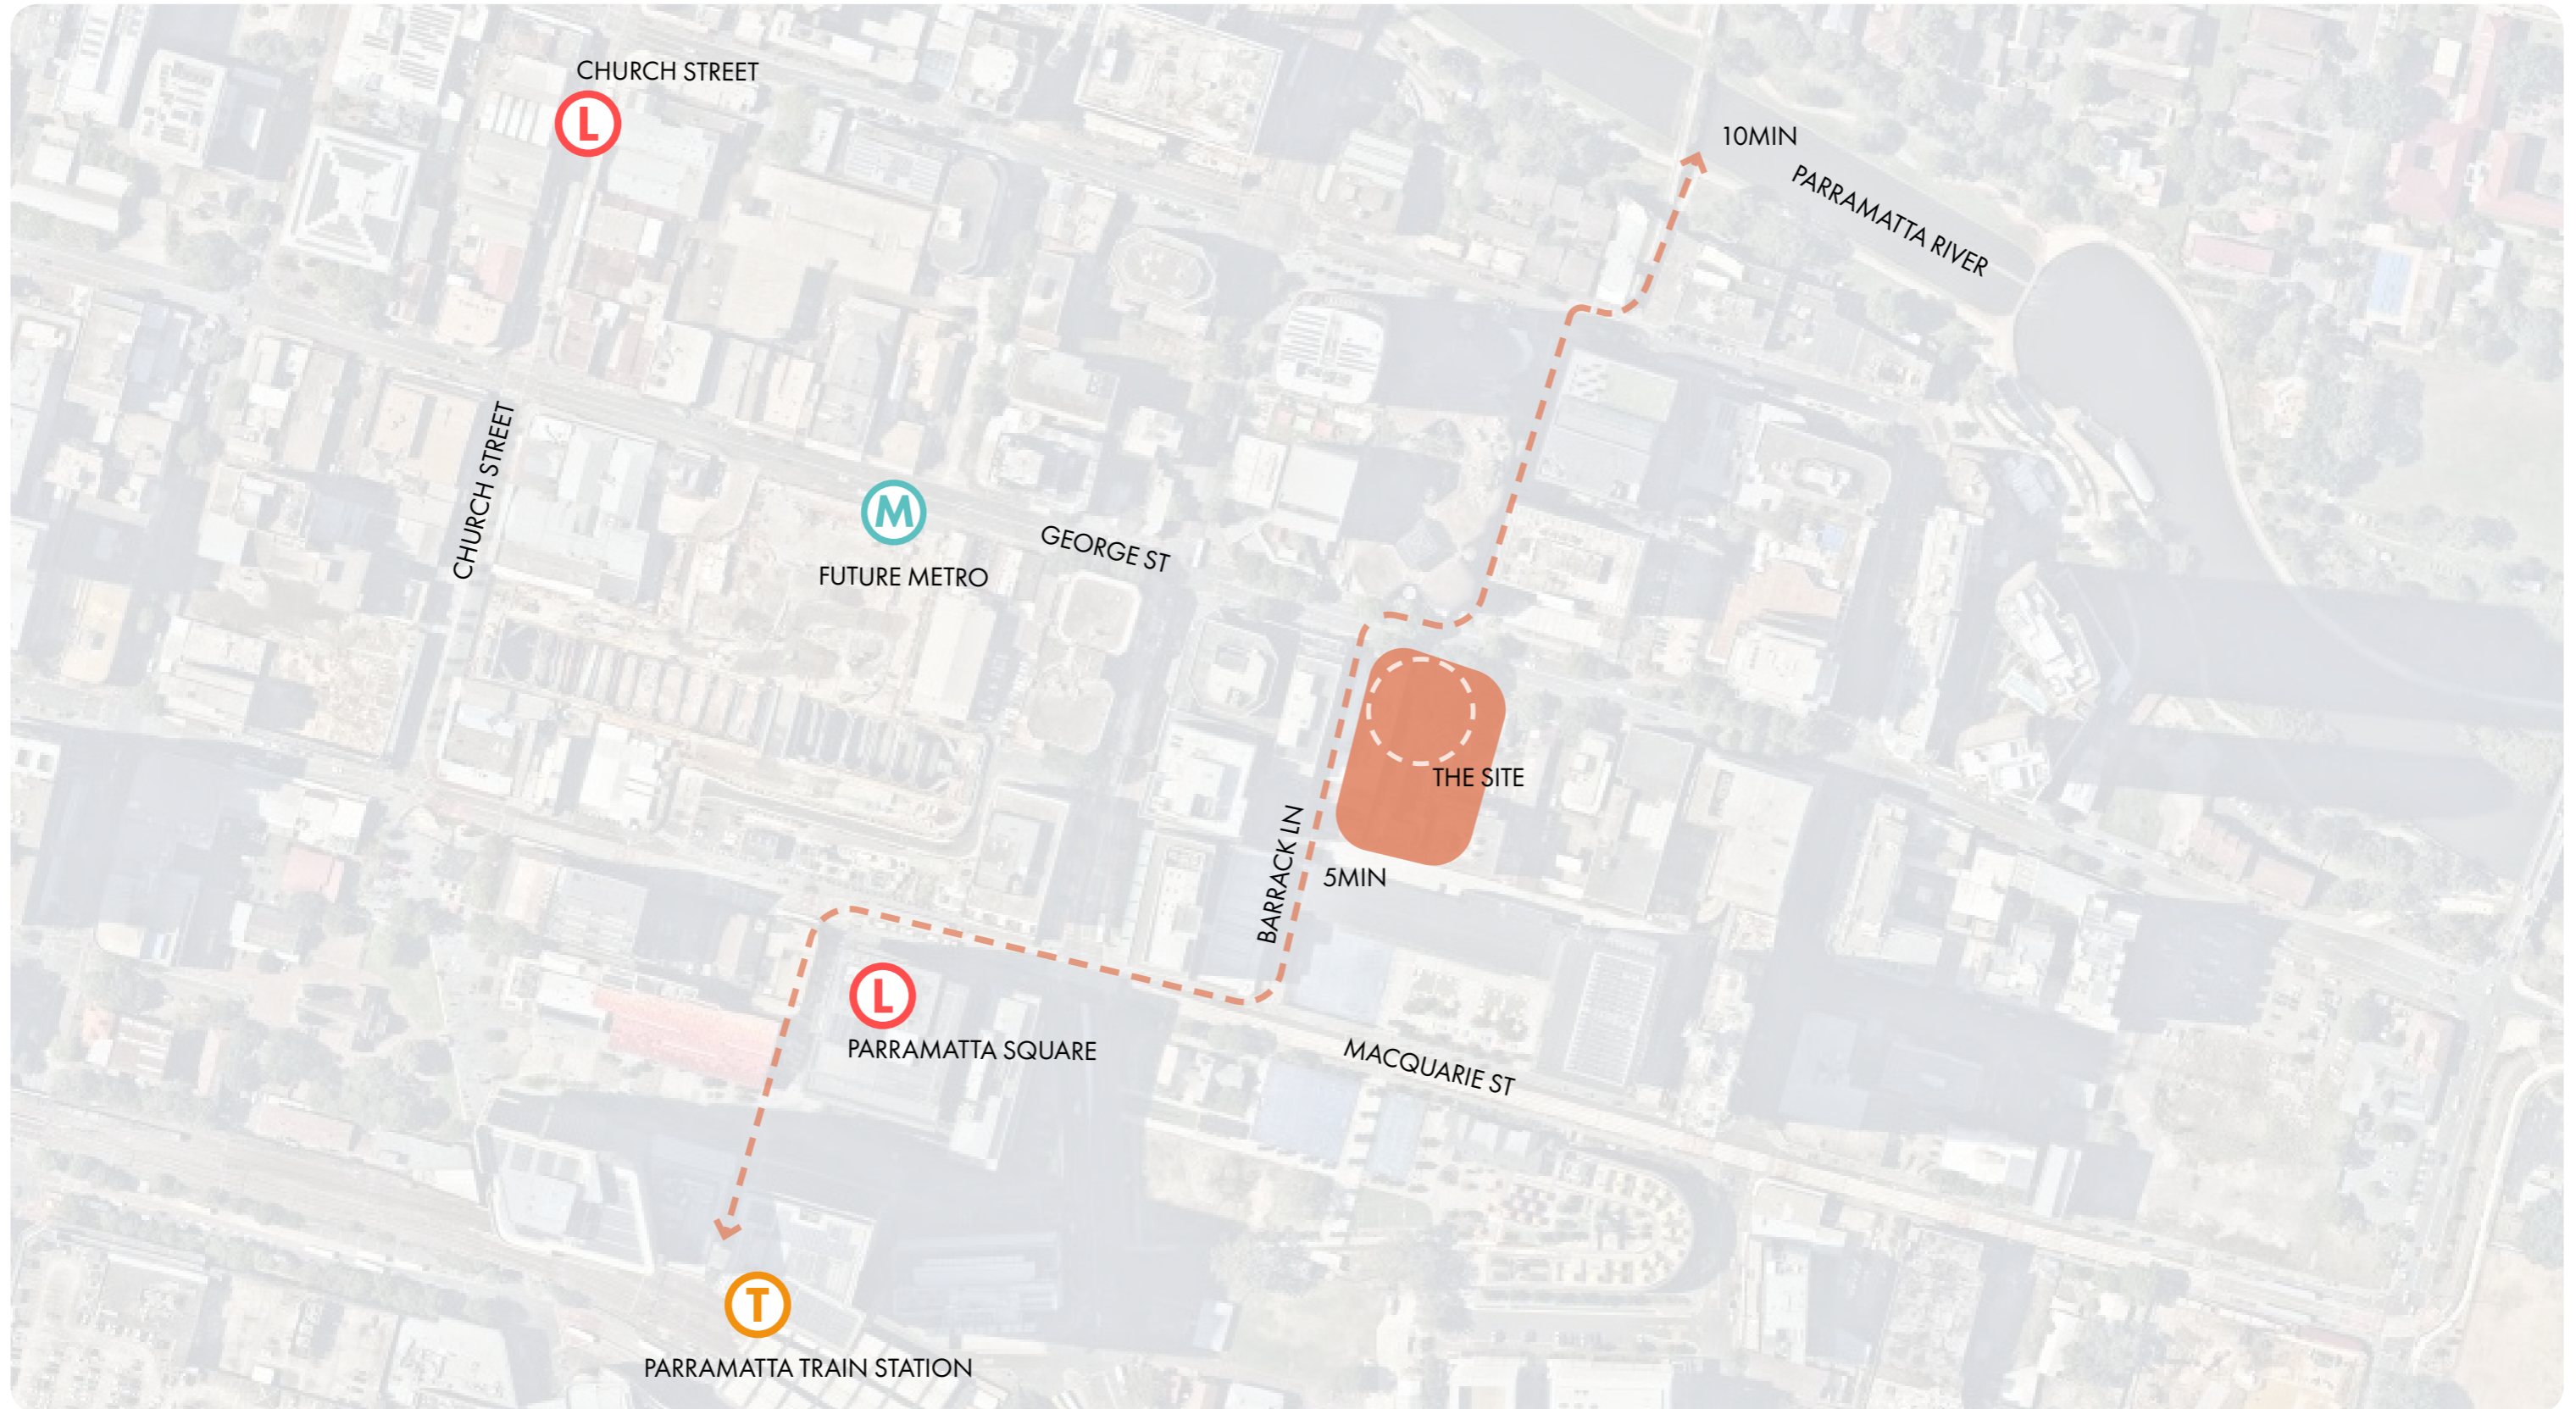 CHURCH STREET
L
10MIN
PARRAMATTA RIVER
CHURCH STREET
M
FUTURE METRO
GEORGE ST
THE SITE
BARRACK LN
5MIN
L
PARRAMATTA SQUARE
MACQUARIE ST
T
PARRAMATTA TRAIN STATION